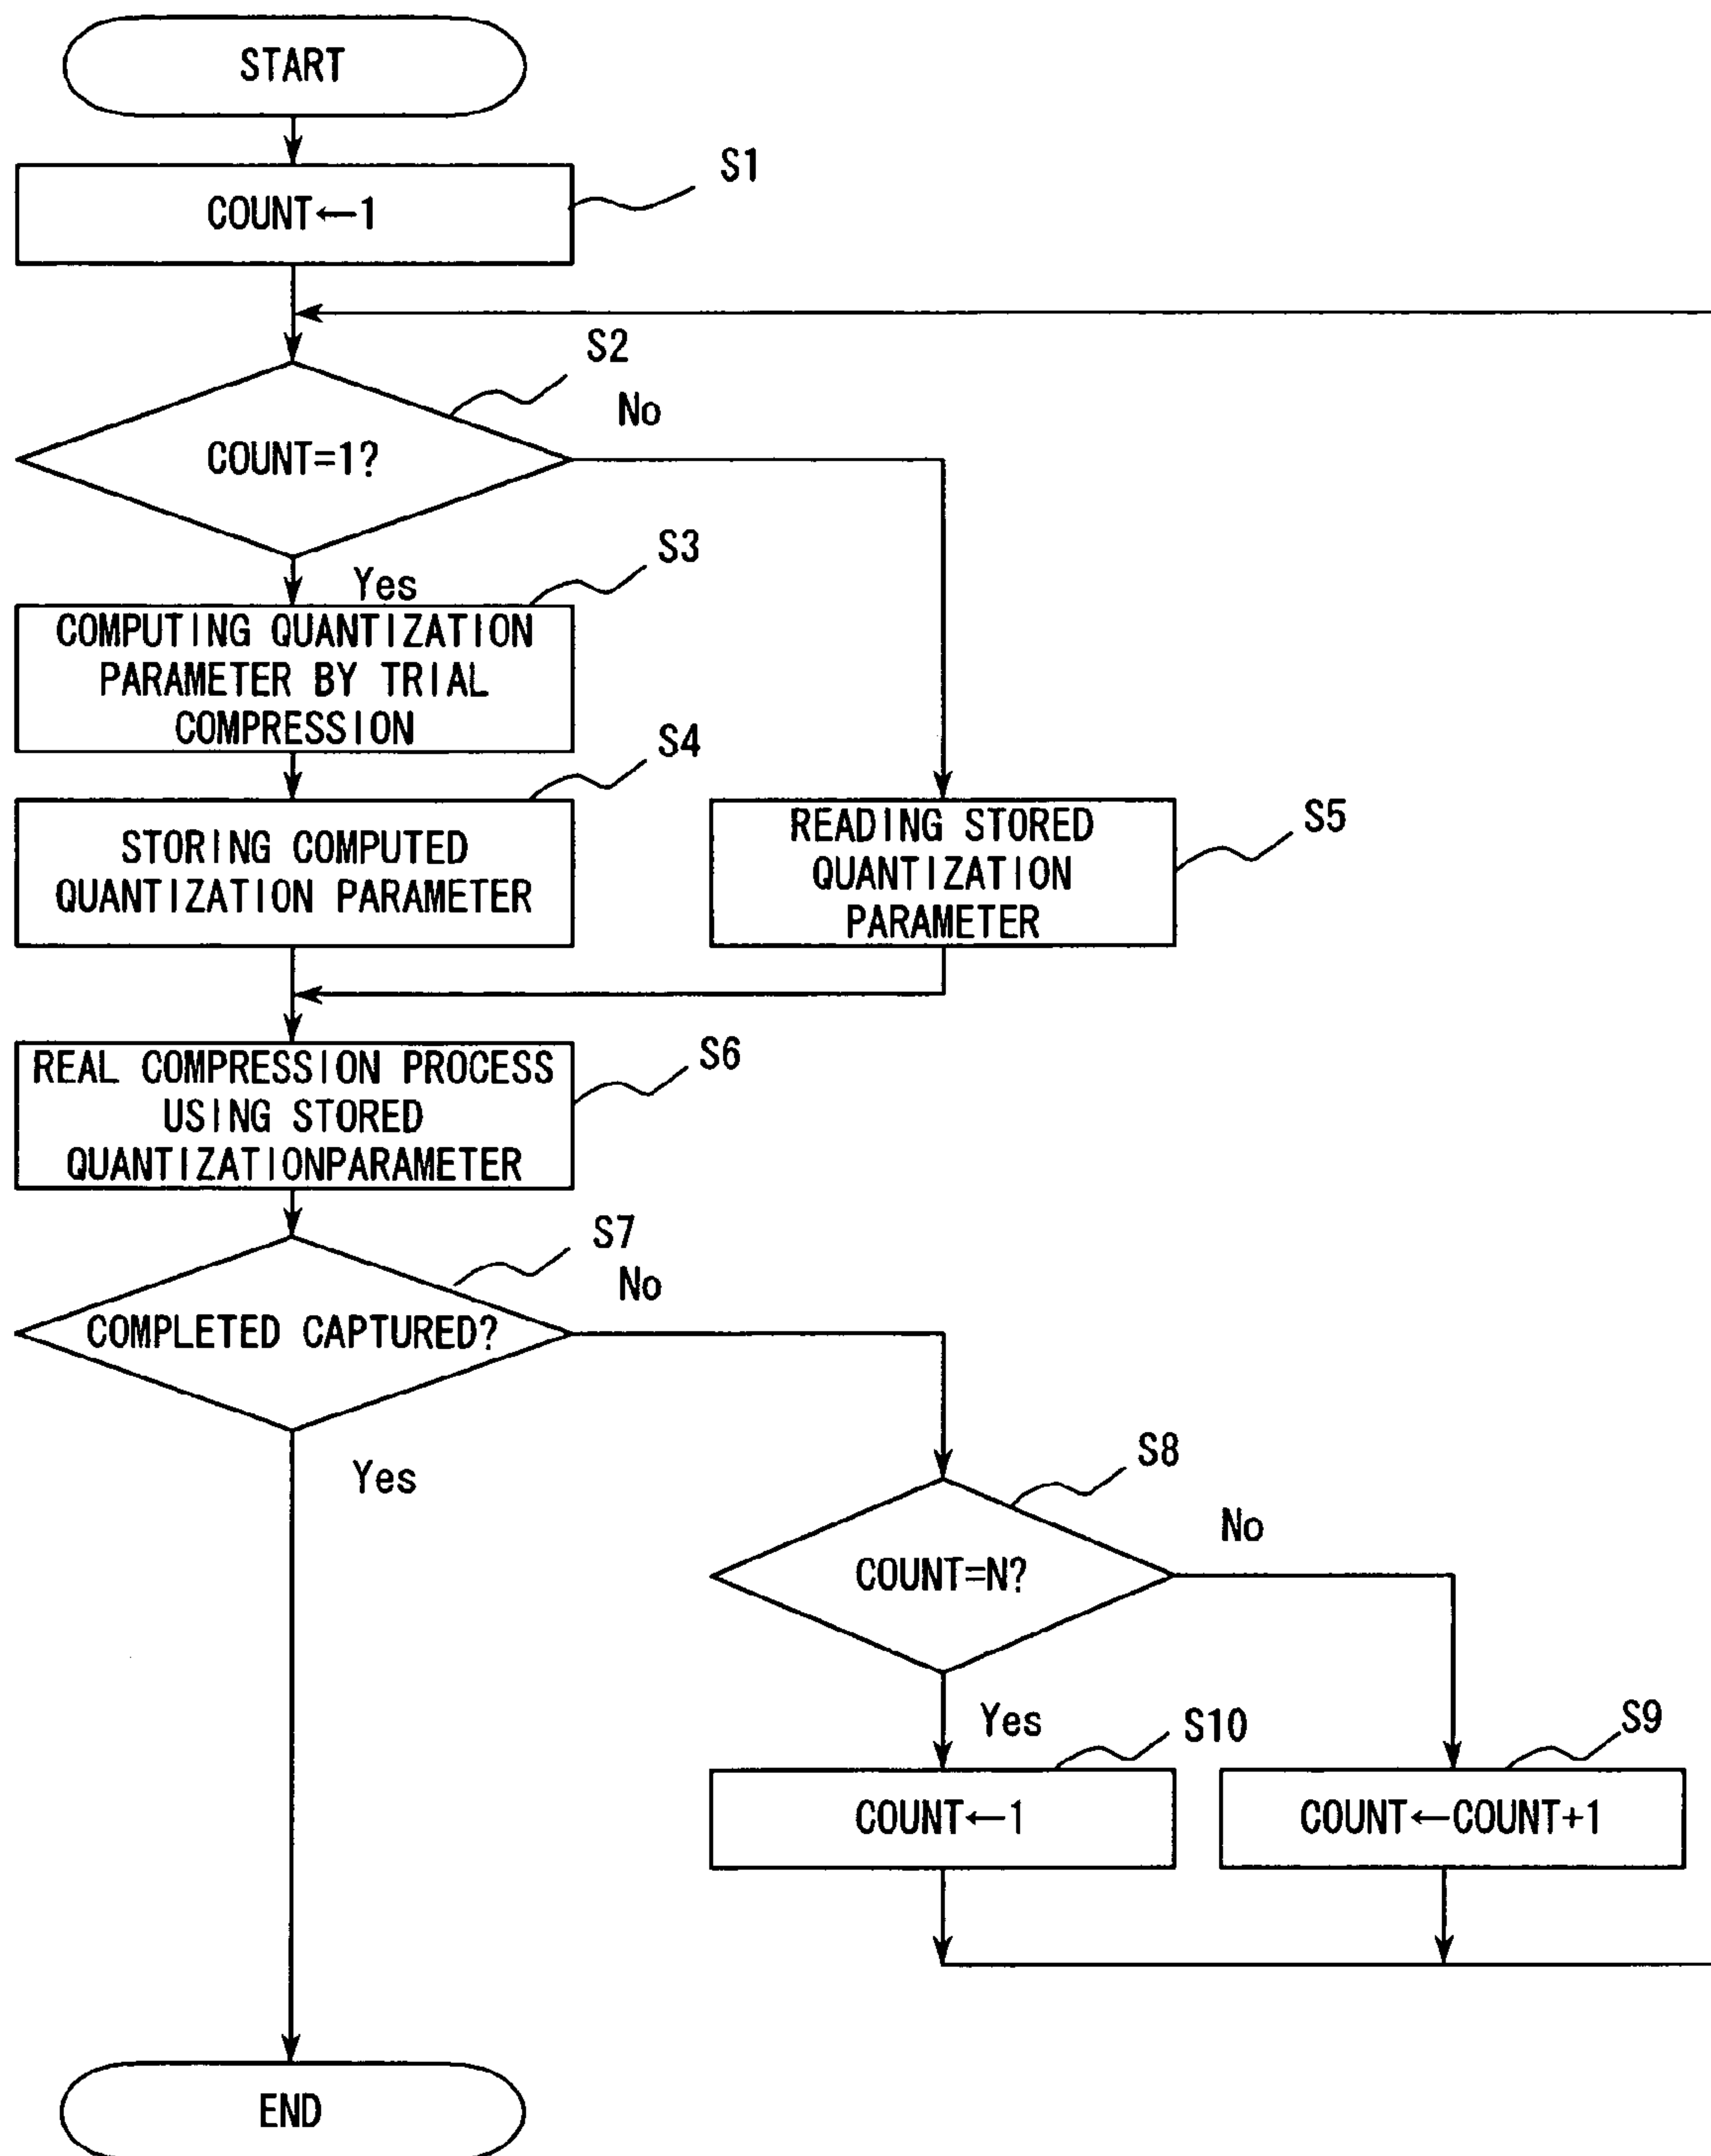 START
S1
COUNT←1
S2
No
COUNT=1?
S3
Yes
COMPUTING QUANTIZATION
PARAMETER BY TRIAL
COMPRESSION
S4
STORING COMPUTED
QUANTIZATION PARAMETER
READING STORED
QUANTIZATION
PARAMETER
S5
REAL COMPRESSION PROCESS
USING STORED
QUANTIZATIONPARAMETER
S6
S7
No
COMPLETED CAPTURED?
Yes
S8
No
COUNT=N?
Yes
S10
S9
COUNT←1
COUNT←COUNT+1
END